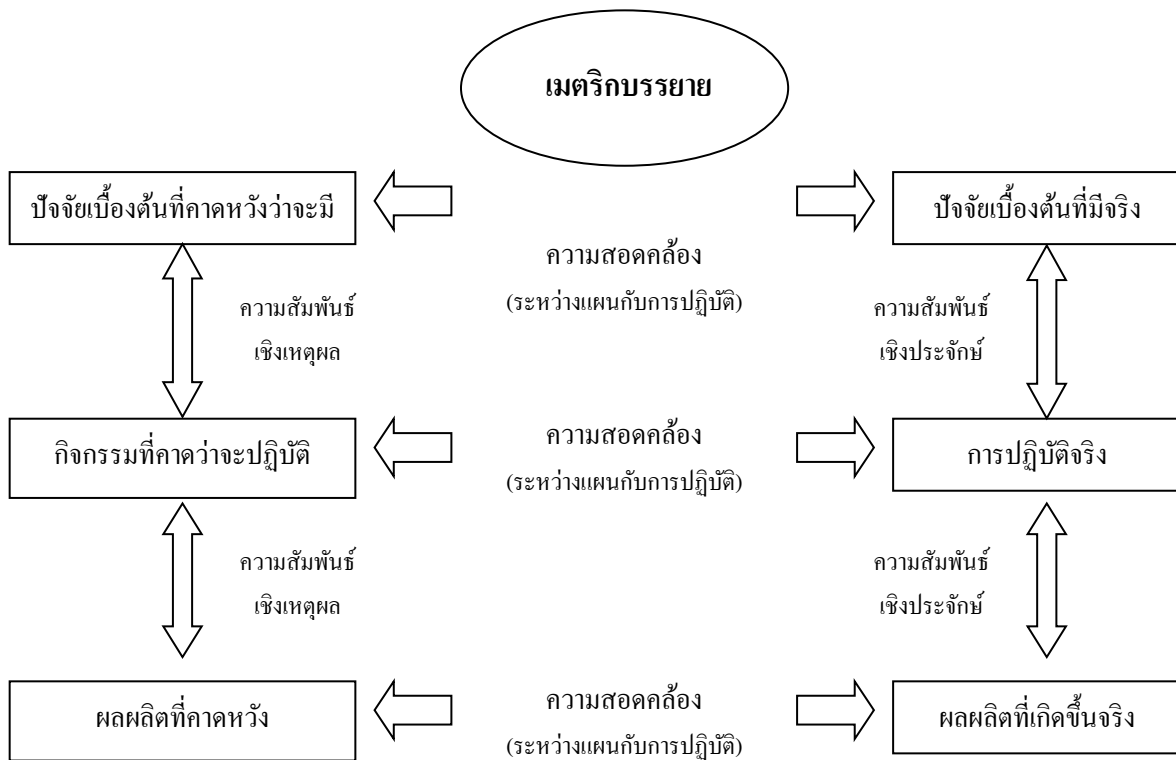 เมตริกบรรยาย
ปัจจัยเบื้องต้นที่คาดหวังว่าจะมี
ปัจจัยเบื้องต้นที่มีจริง
ความสอดคล้อง
(ระหว่างแผนกับการปฏิบัติ)
ความสัมพันธ์
เชิงเหตุผล
ความสัมพันธ์
เชิงประจักษ์
กิจกรรมที่คาดว่าจะปฏิบัติ
ความสอดคล้อง
(ระหว่างแผนกับการปฏิบัติ)
การปฏิบัติจริง
ความสัมพันธ์
เชิงเหตุผล
ความสัมพันธ์
เชิงประจักษ์
ผลผลิตที่คาดหวัง
ความสอดคล้อง
(ระหว่างแผนกับการปฏิบัติ)
ผลผลิตที่เกิดขึ้นจริง